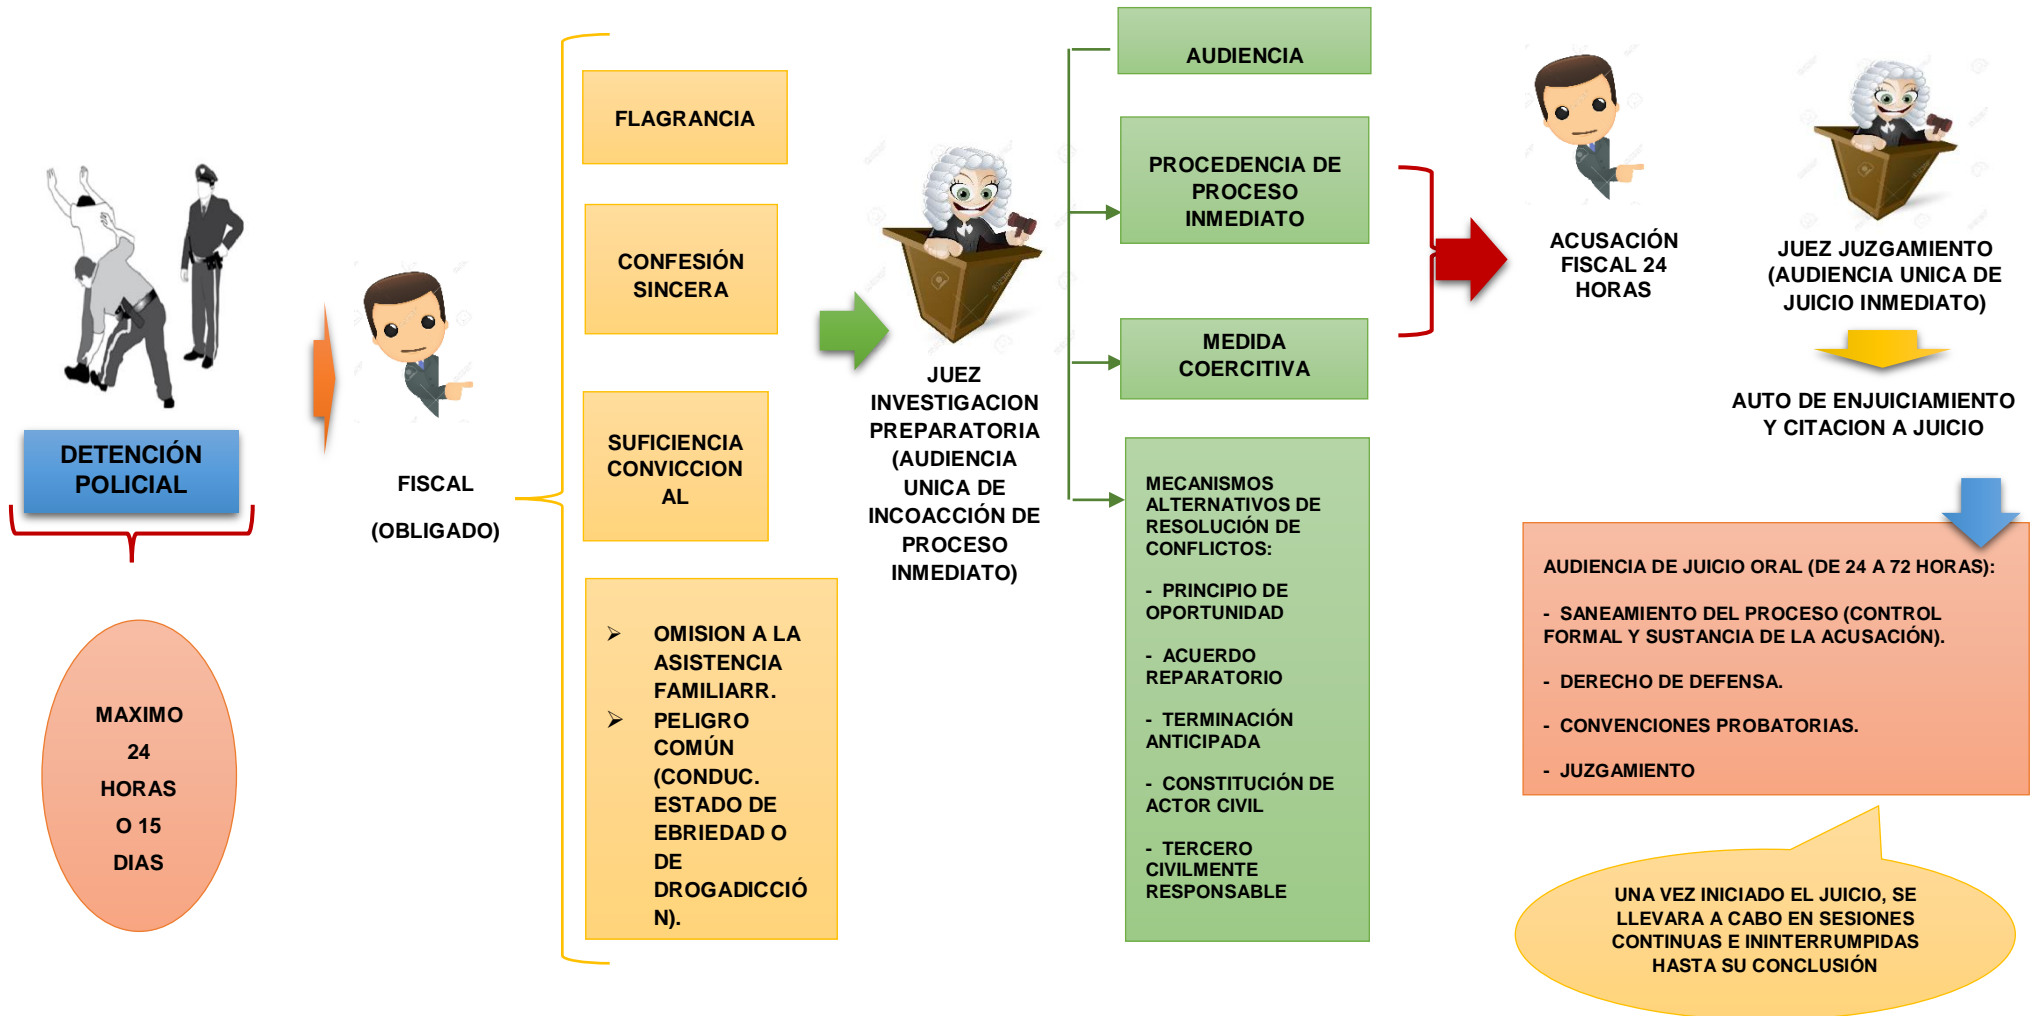 DETENCIÓN
POLICIAL
MAXIMO
24
HORAS
O 15
DIAS
FISCAL
(OBLIGADO)
FLAGRANCIA
CONFESIÓN
SINCERA
SUFICIENCIA
CONVICCION
AL
➢ OMISION A LA
ASISTENCIA
FAMILIARR.
➢ PELIGRO
COMÚN
(CONDUC.
ESTADO DE
EBRIEDAD O
DE
DROGADICCIÓ
N).
JUEZ
INVESTIGACION
PREPARATORIA
(AUDIENCIA
UNICA DE
INCOACCIÓN DE
PROCESO
INMEDIATO)
AUDIENCIA
PROCEDENCIA DE
PROCESO
INMEDIATO
MEDIDA
COERCITIVA
MECANISMOS
ALTERNATIVOS DE
RESOLUCIÓN DE
CONFLICTOS:
- PRINCIPIO DE
OPORTUNIDAD
- ACUERDO
REPARATORIO
- TERMINACIÓN
ANTICIPADA
- CONSTITUCIÓN DE
ACTOR CIVIL
- TERCERO
CIVILMENTE
RESPONSABLE
ACUSACIÓN
FISCAL 24
HORAS
JUEZ JUZGAMIENTO
(AUDIENCIA UNICA DE
JUICIO INMEDIATO)
AUTO DE ENJUICIAMIENTO
Y CITACION A JUICIO
AUDIENCIA DE JUICIO ORAL (DE 24 A 72 HORAS):
- SANEAMIENTO DEL PROCESO (CONTROL
FORMAL Y SUSTANCIA DE LA ACUSACIÓN).
- DERECHO DE DEFENSA.
- CONVENCIONES PROBATORIAS.
- JUZGAMIENTO
UNA VEZ INICIADO EL JUICIO, SE
LLEVARA A CABO EN SESIONES
CONTINUAS E ININTERRUMPIDAS
HASTA SU CONCLUSIÓN